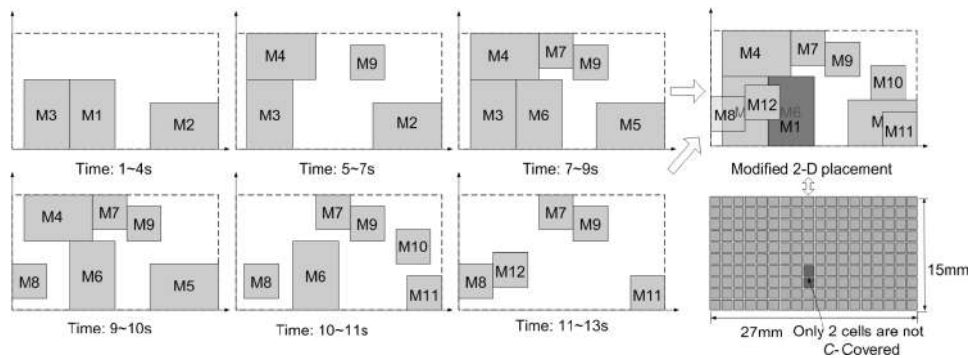 M3 M1 M2
Time: 1~4s
M4 M9 M3 M2
Time: 5~7s
M4 M7 M9 M3 M6 M5
Time: 7~9s
M4 M7 M9 M10 M8 M12 M6 M1 M11
Modified 2-D placement
M4 M7 M9 M8 M6 M5
Time: 9~10s
M7 M9 M10 M8 M6 M11
Time: 10~11s
M7 M9 M8 M12 M11
Time: 11~13s
15mm
27mm Only 2 cells are not
C-Covered